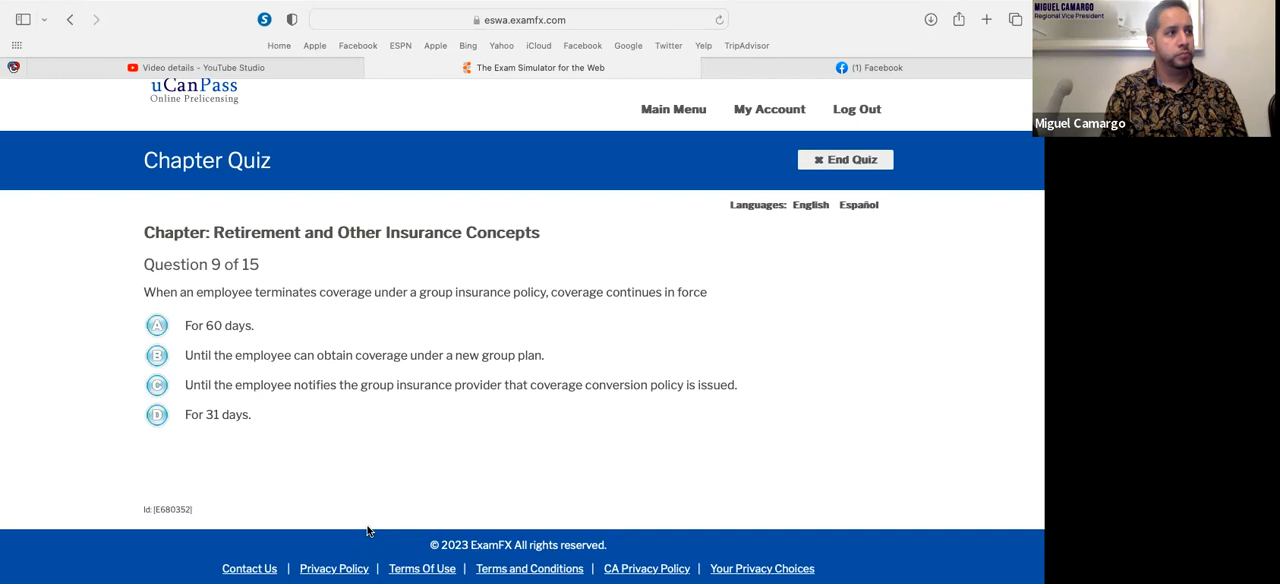 eswa.examfx.com
Home Apple Facebook ESPN Apple Bing Yahoo iCloud Facebook Google Twitter Yelp TripAdvisor
Video details - YouTube Studio
The Exam Simulator for the Web
(1) Facebook
MIGUEL CAMARGO
Regional Vice President
Miguel Camargo
uCanPass
Online Prelicensing
Main Menu My Account Log Out
Chapter Quiz
✖ End Quiz
Languages: English Español
Chapter: Retirement and Other Insurance Concepts
Question 9 of 15
When an employee terminates coverage under a group insurance policy, coverage continues in force
A For 60 days.
B Until the employee can obtain coverage under a new group plan.
C Until the employee notifies the group insurance provider that coverage conversion policy is issued.
D For 31 days.
Id: [E680352]
© 2023 ExamFX All rights reserved.
Contact Us | Privacy Policy | Terms Of Use | Terms and Conditions | CA Privacy Policy | Your Privacy Choices